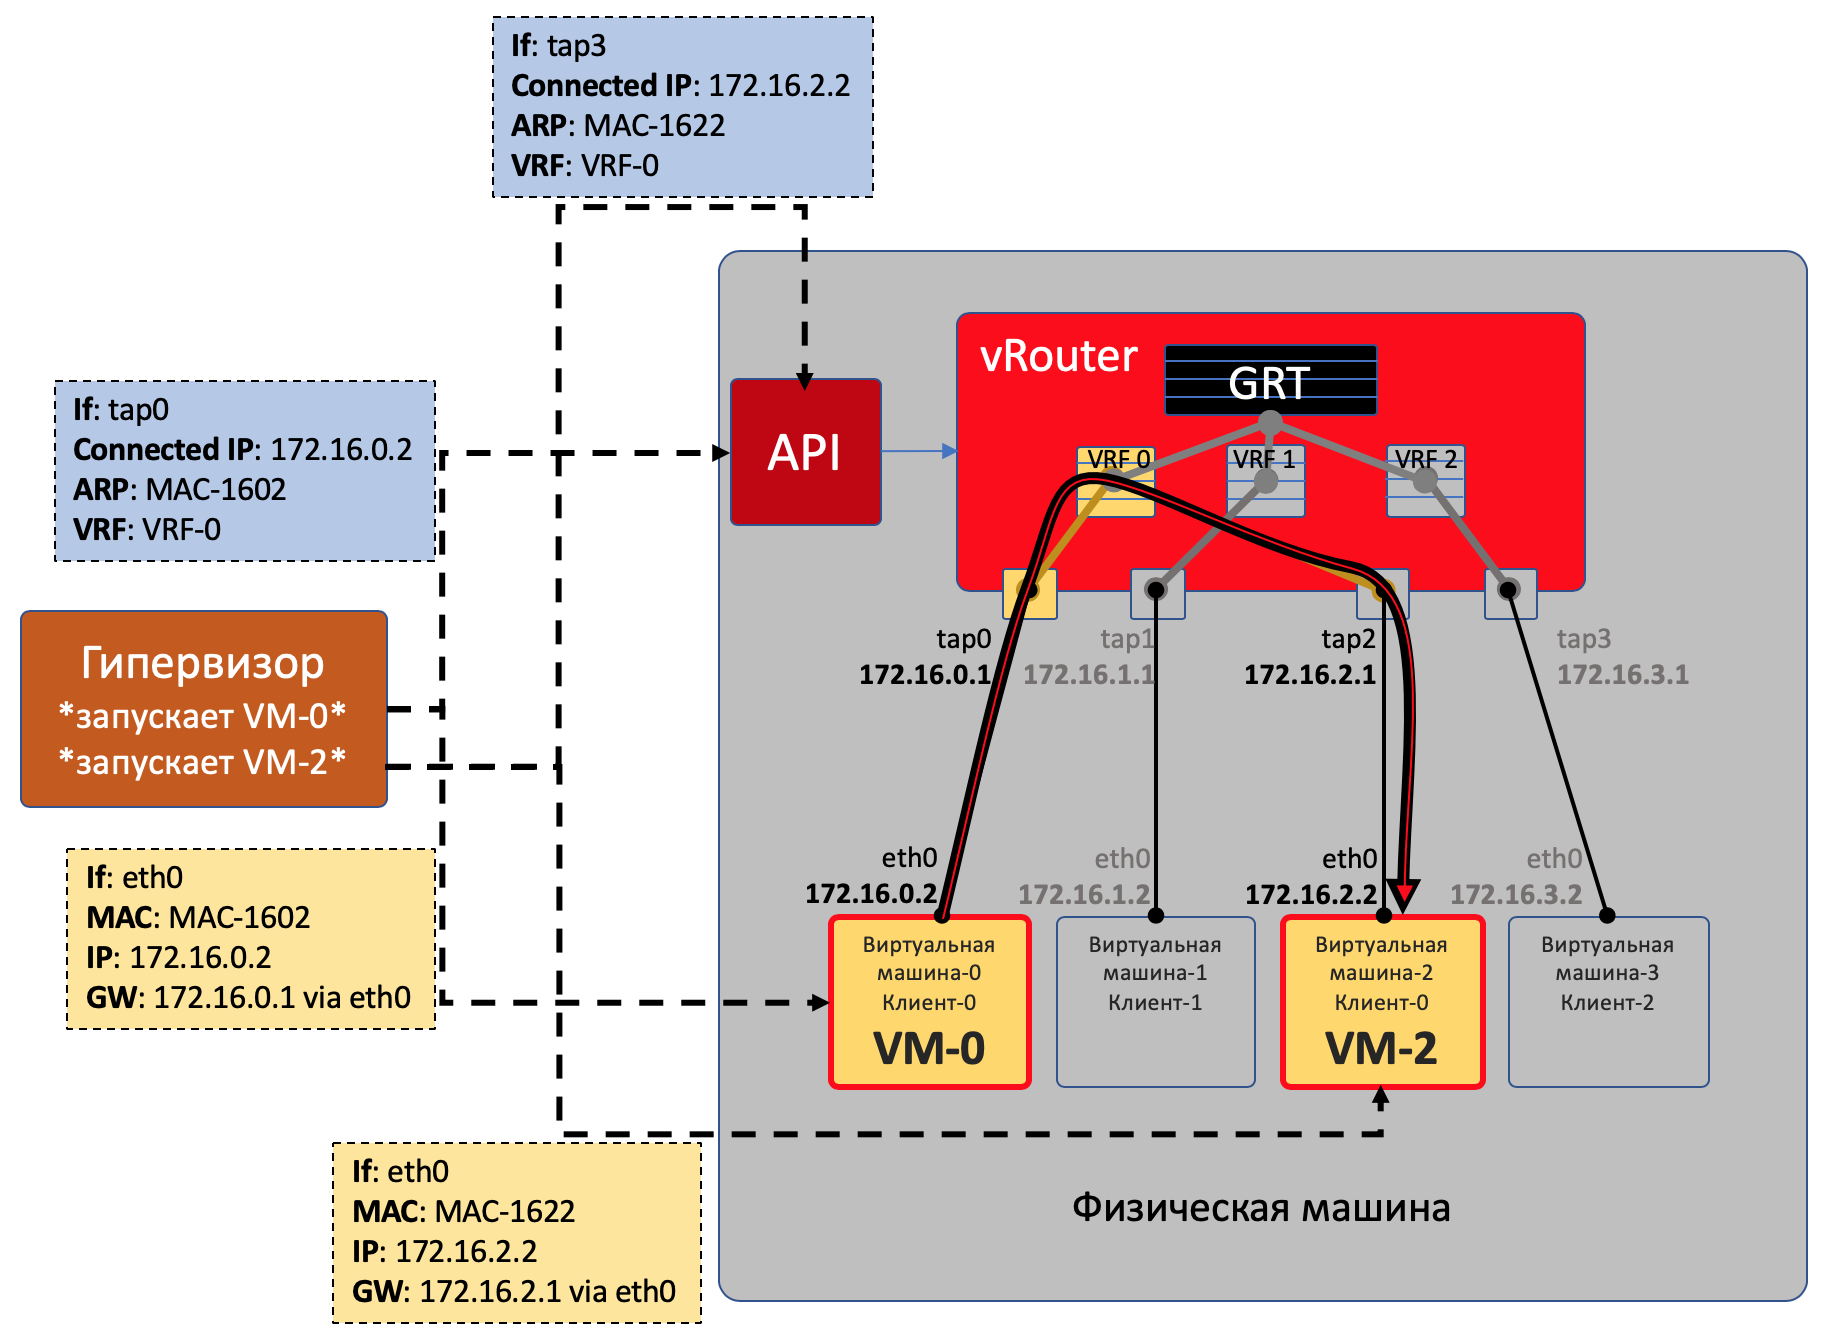 If: tap3
Connected IP: 172.16.2.2
ARP: MAC-1622
VRF: VRF-0
If: tap0
Connected IP: 172.16.0.2
ARP: MAC-1602
VRF: VRF-0
Гипервизор
*запускает VM-0*
*запускает VM-2*
If: eth0
MAC: MAC-1602
IP: 172.16.0.2
GW: 172.16.0.1 via eth0
If: eth0
MAC: MAC-1622
IP: 172.16.2.2
GW: 172.16.2.1 via eth0
API
vRouter
GRT
VRF 0
VRF 1
VRF 2
tap0
172.16.0.1
tap1
172.16.1.1
tap2
172.16.2.1
tap3
172.16.3.1
eth0
172.16.0.2
eth0
172.16.1.2
eth0
172.16.2.2
eth0
172.16.3.2
Виртуальная
машина-0
Клиент-0
VM-0
Виртуальная
машина-1
Клиент-1
Виртуальная
машина-2
Клиент-0
VM-2
Виртуальная
машина-3
Клиент-2
Физическая машина